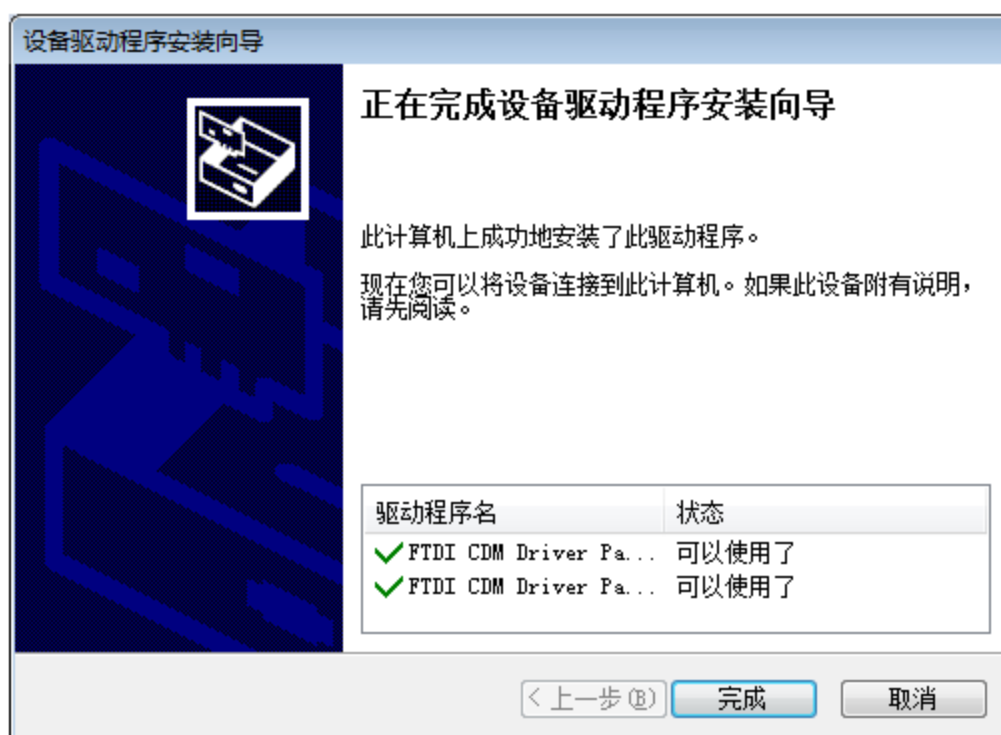 设备驱动程序安装向导
正在完成设备驱动程序安装向导
此计算机上成功地安装了此驱动程序。
现在您可以将设备连接到此计算机。如果此设备附有说明，
请先阅读。
驱动程序名 状态
FTDI CDM Driver Pa... 可以使用了
FTDI CDM Driver Pa... 可以使用了
< 上一步(B) 完成 取消